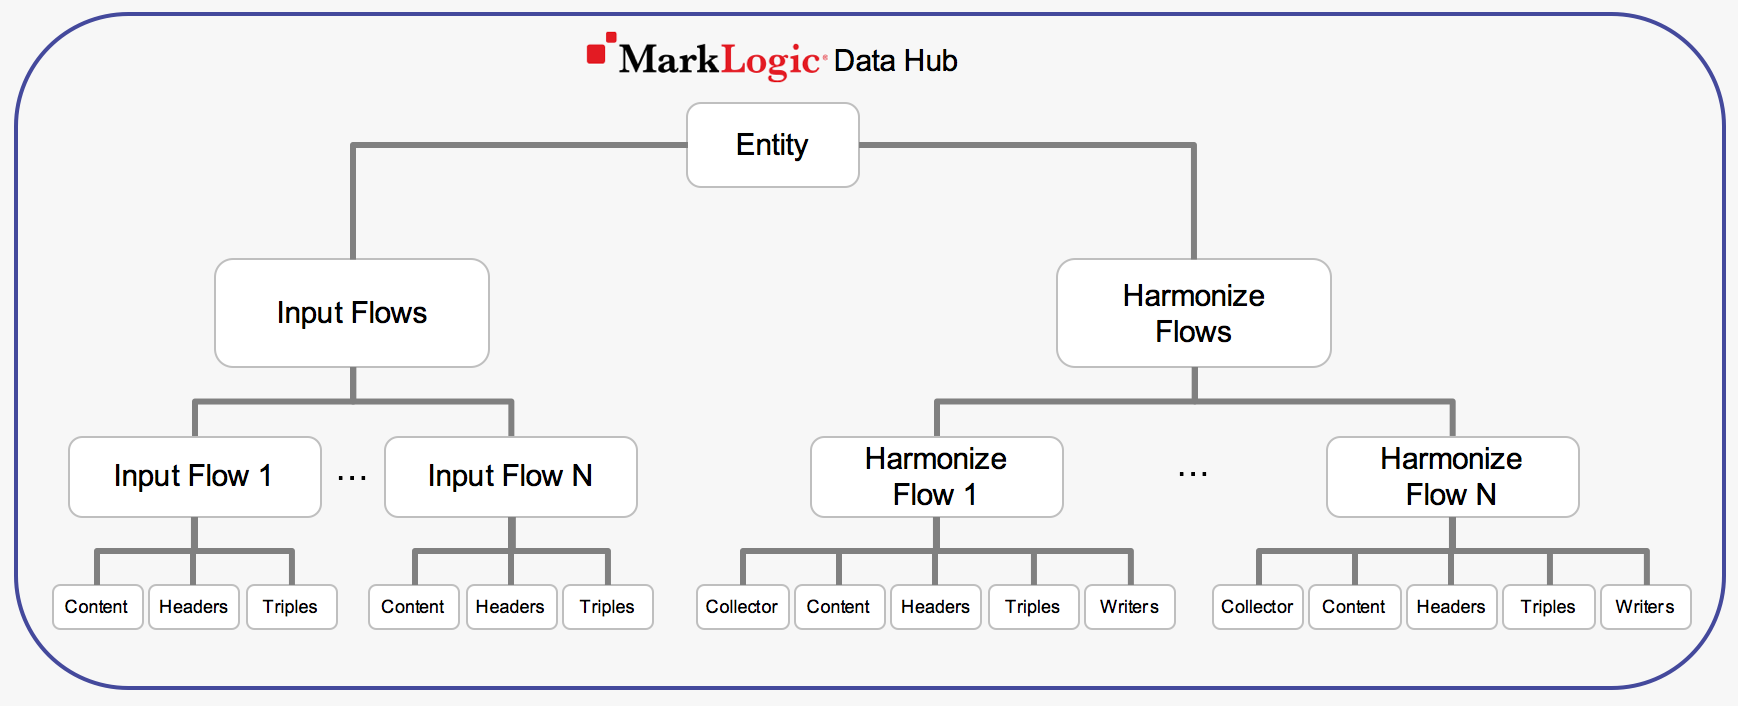 MarkLogic® Data Hub
Entity
Input Flows
Harmonize
Flows
Input Flow 1
...
Input Flow N
Harmonize
Flow 1
...
Harmonize
Flow N
Content
Headers
Triples
Content
Headers
Triples
Collector
Content
Headers
Triples
Writers
Collector
Content
Headers
Triples
Writers